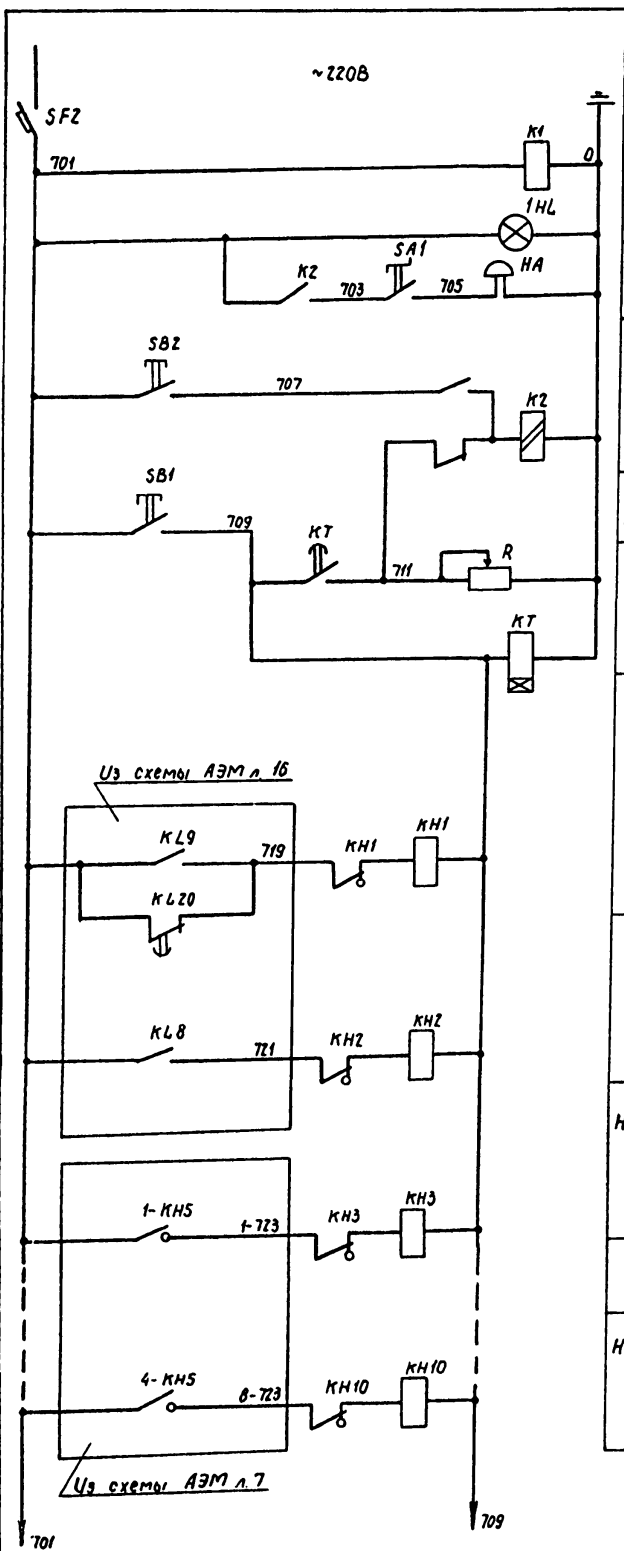 ~220В
SF2
701
K1
0
1HL
K2
703
SA1
705
HA
SB2
707
K2
SB1
709
KT
711
R
KT
Из схемы АЭМ л. 16
KL9
719
KH1
KH1
KL20
KL8
721
KH2
KH2
Н
1-KH5
1-723
KH3
KH3
Н
4-KH5
8-723
KH10
KH10
Из схемы АЭМ л. 7
701
709